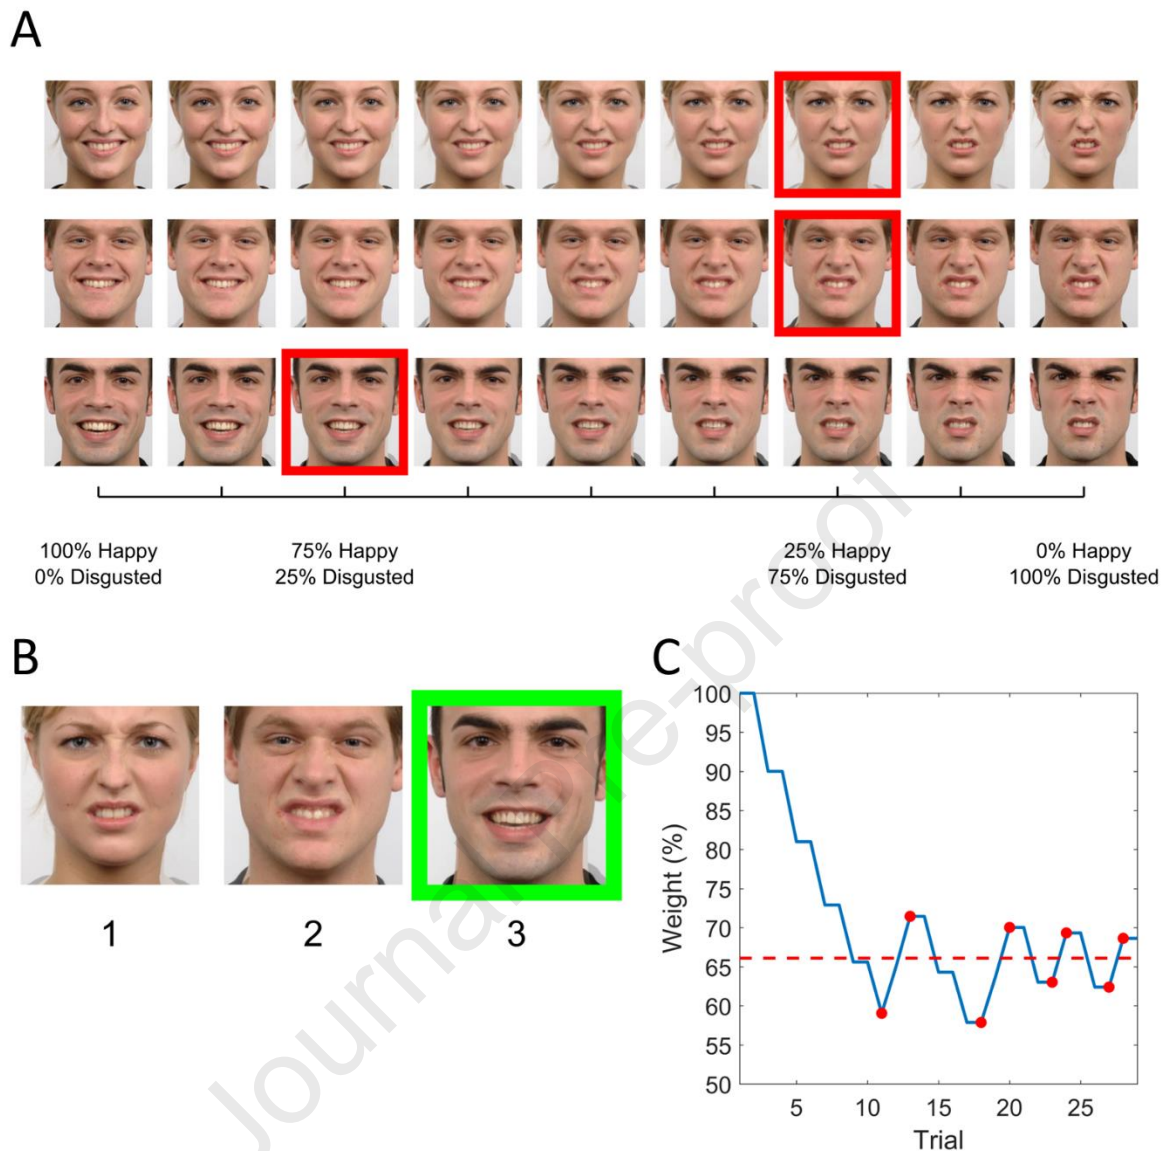 A
100% Happy
0% Disgusted
75% Happy
25% Disgusted
25% Happy
75% Disgusted
0% Happy
100% Disgusted
B
1
2
3
C
Weight (%)
100
95
90
85
80
75
70
65
60
55
50
5
10
15
20
25
Trial
Journal Pre-proof